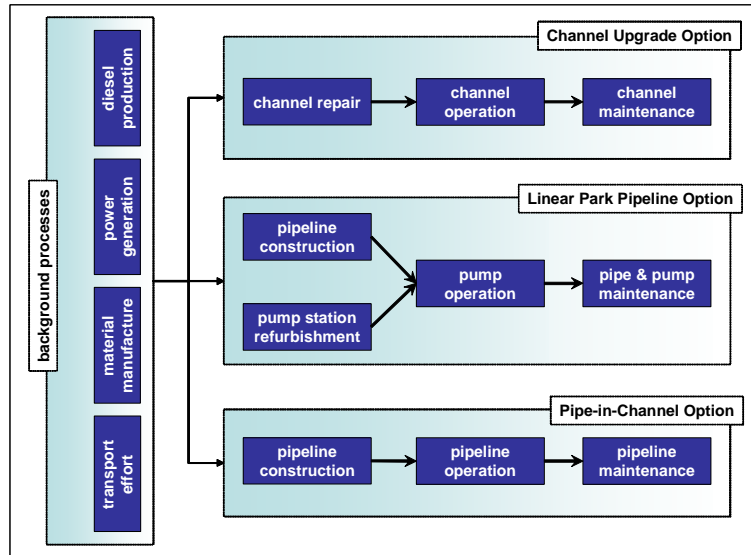 background processes
diesel
production
power
generation
material
manufacture
transport
effort
Channel Upgrade Option
channel repair
channel
operation
channel
maintenance
Linear Park Pipeline Option
pipeline
construction
pump station
refurbishment
pump
operation
pipe & pump
maintenance
Pipe-in-Channel Option
pipeline
construction
pipeline
operation
pipeline
maintenance